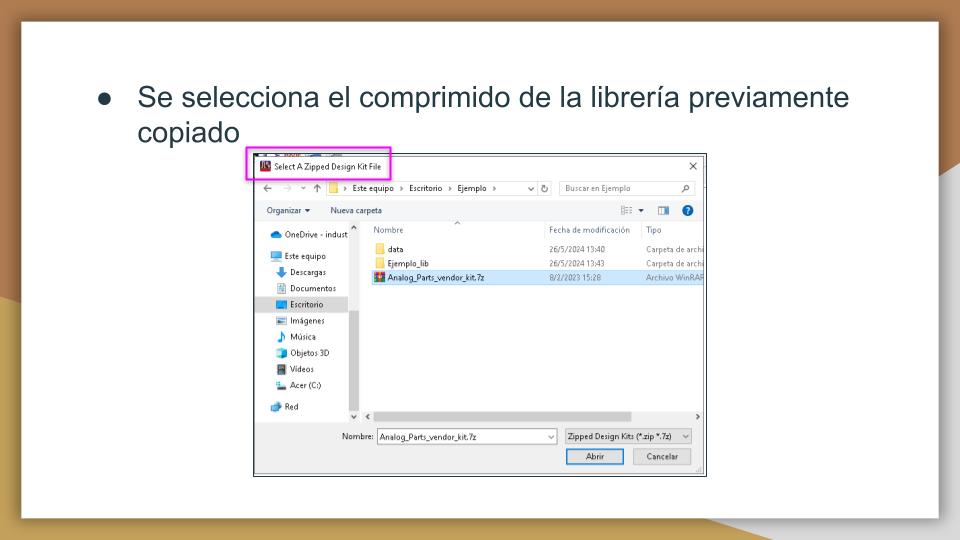 ● Se selecciona el comprimido de la librería previamente
copiado
Select A Zipped Design Kit File
Este equipo > Escritorio > Ejemplo >
Buscar en Ejemplo
Organizar Nueva carpeta
Nombre Fecha de modificación Tipo
OneDrive - indust
Este equipo
Descargas
Documentos
Escritorio
Imágenes
Música
Objetos 3D
Vídeos
Acer (C:)
Red
data 26/5/2024 13:40 Carpeta de archi
Ejemplo_lib 26/5/2024 13:43 Carpeta de archi
Analog_Parts_vendor_kit.7z 8/2/2023 15:28 Archivo WinRAR
Nombre: Analog_Parts_vendor_kit.7z Zipped Design Kits (*.zip *.7z)
Abrir Cancelar